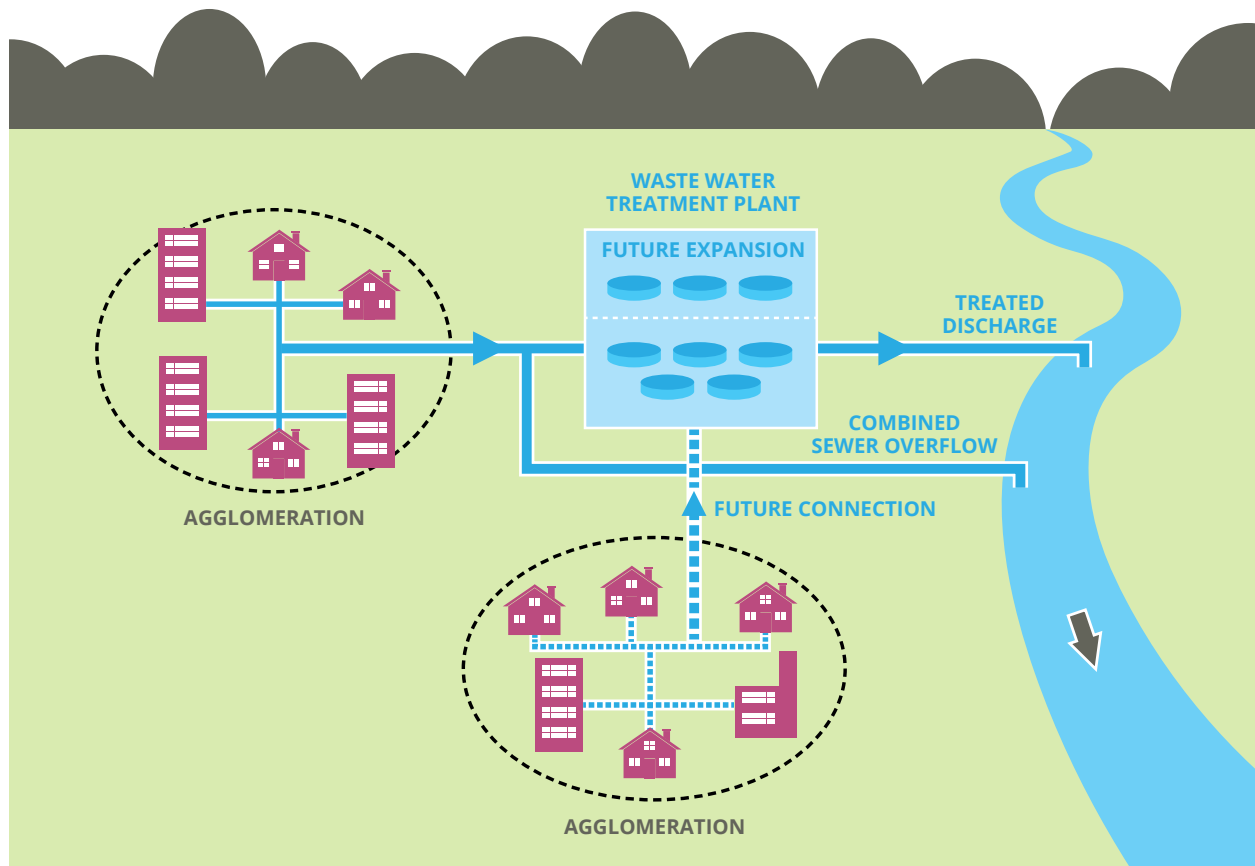 WASTE WATER
TREATMENT PLANT
FUTURE EXPANSION
TREATED
DISCHARGE
COMBINED
SEWER OVERFLOW
AGGLOMERATION
FUTURE CONNECTION
AGGLOMERATION